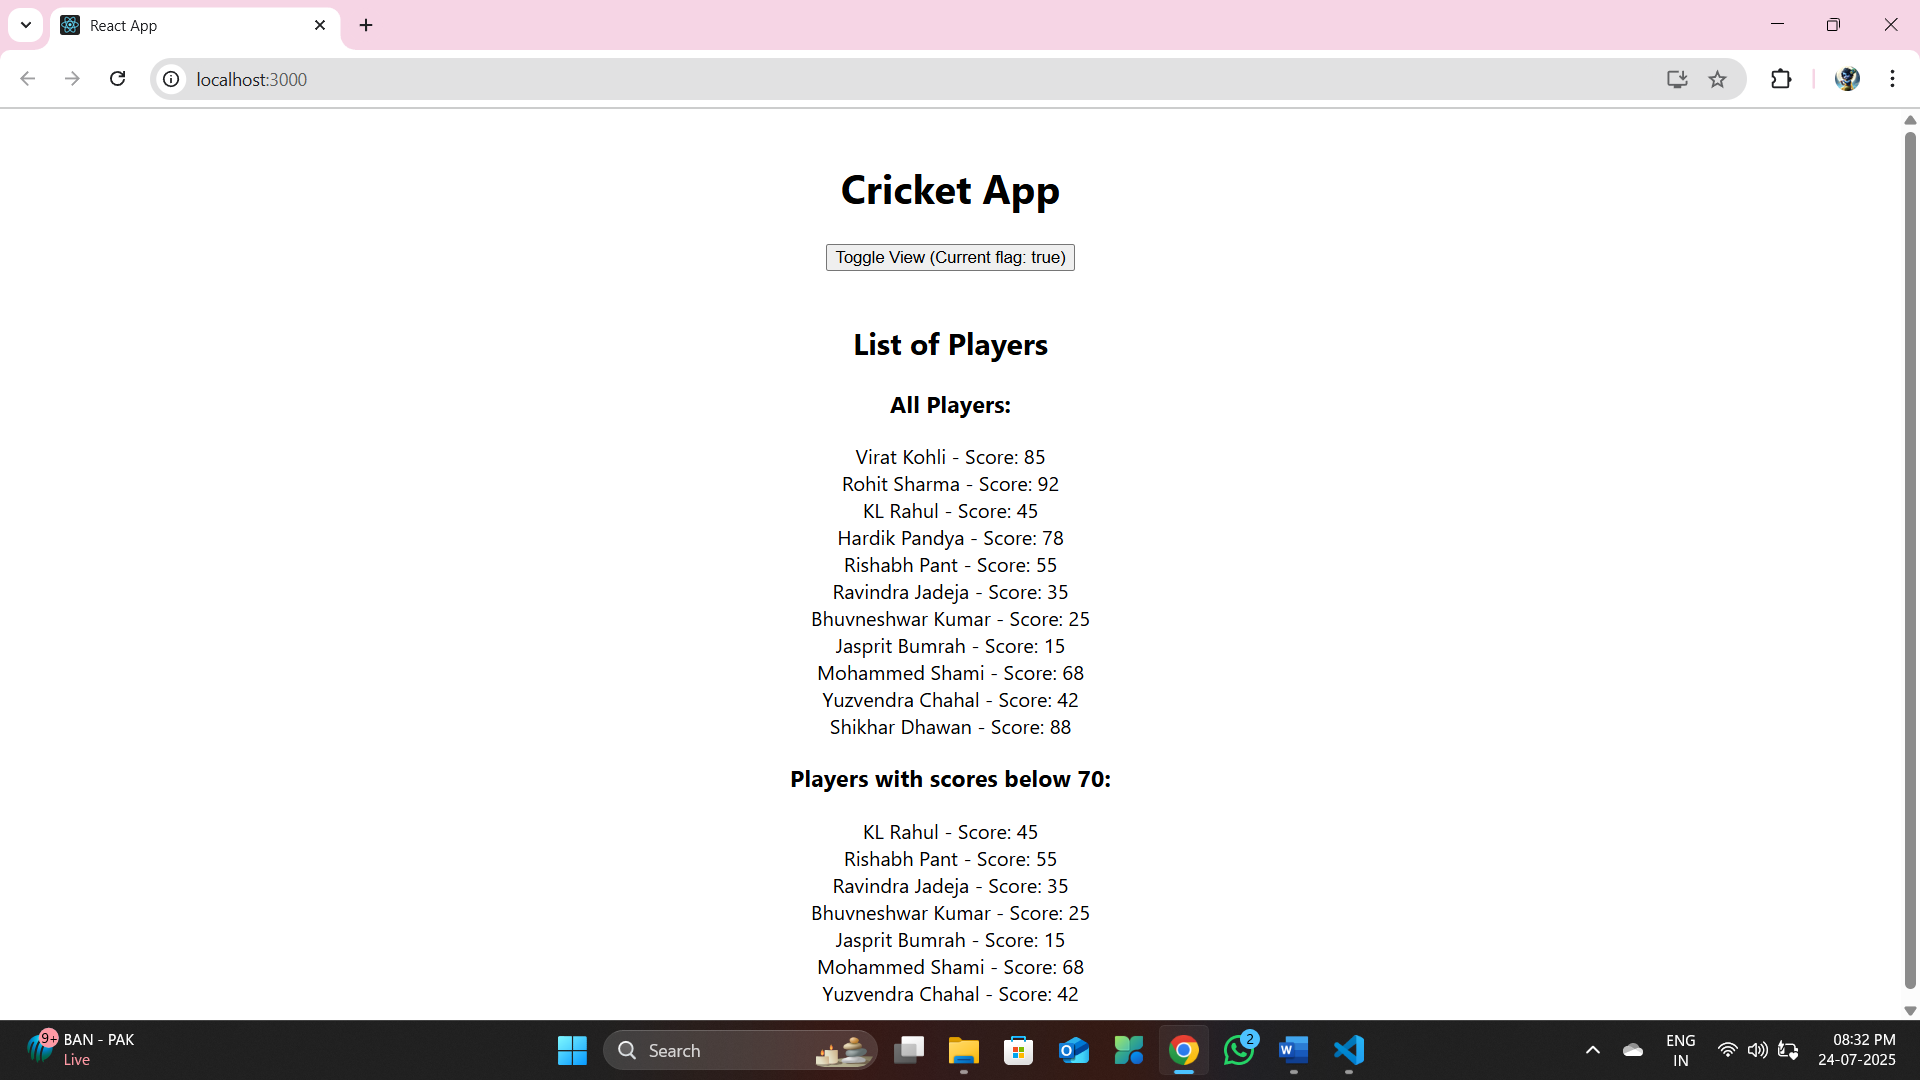 React App
localhost:3000
Cricket App
Toggle View (Current flag: true)
List of Players
All Players:
Virat Kohli - Score: 85
Rohit Sharma - Score: 92
KL Rahul - Score: 45
Hardik Pandya - Score: 78
Rishabh Pant - Score: 55
Ravindra Jadeja - Score: 35
Bhuvneshwar Kumar - Score: 25
Jasprit Bumrah - Score: 15
Mohammed Shami - Score: 68
Yuzvendra Chahal - Score: 42
Shikhar Dhawan - Score: 88
Players with scores below 70:
KL Rahul - Score: 45
Rishabh Pant - Score: 55
Ravindra Jadeja - Score: 35
Bhuvneshwar Kumar - Score: 25
Jasprit Bumrah - Score: 15
Mohammed Shami - Score: 68
Yuzvendra Chahal - Score: 42
9+
BAN - PAK
Live
Search
2
ENG
IN
08:32 PM
24-07-2025